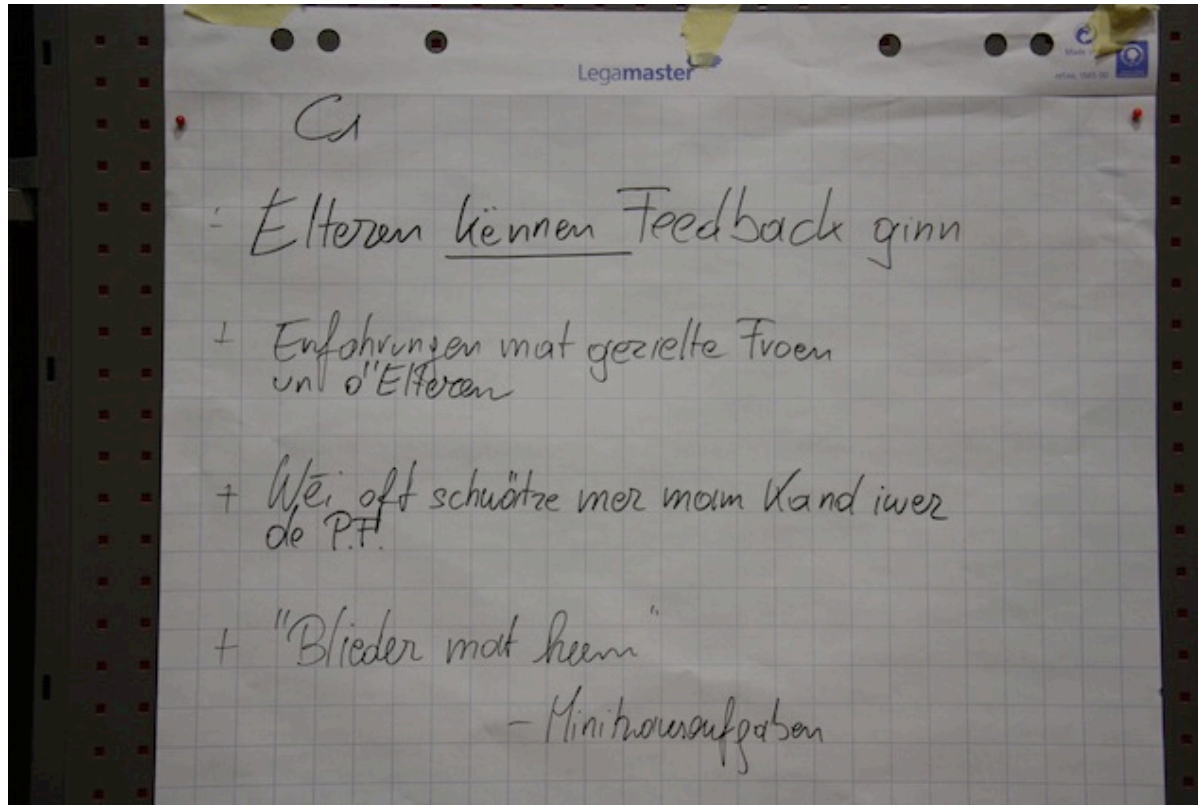 Legamaster
C1
- Elteren kënnen Feedback ginn
+ Erfahrungen mat gezielte Froen
un d'Elteren
+ Wéi oft schwätze mer mam Kand iwer
de P.F.
+ "Blieder mat heem"
- Minihausaufgaben